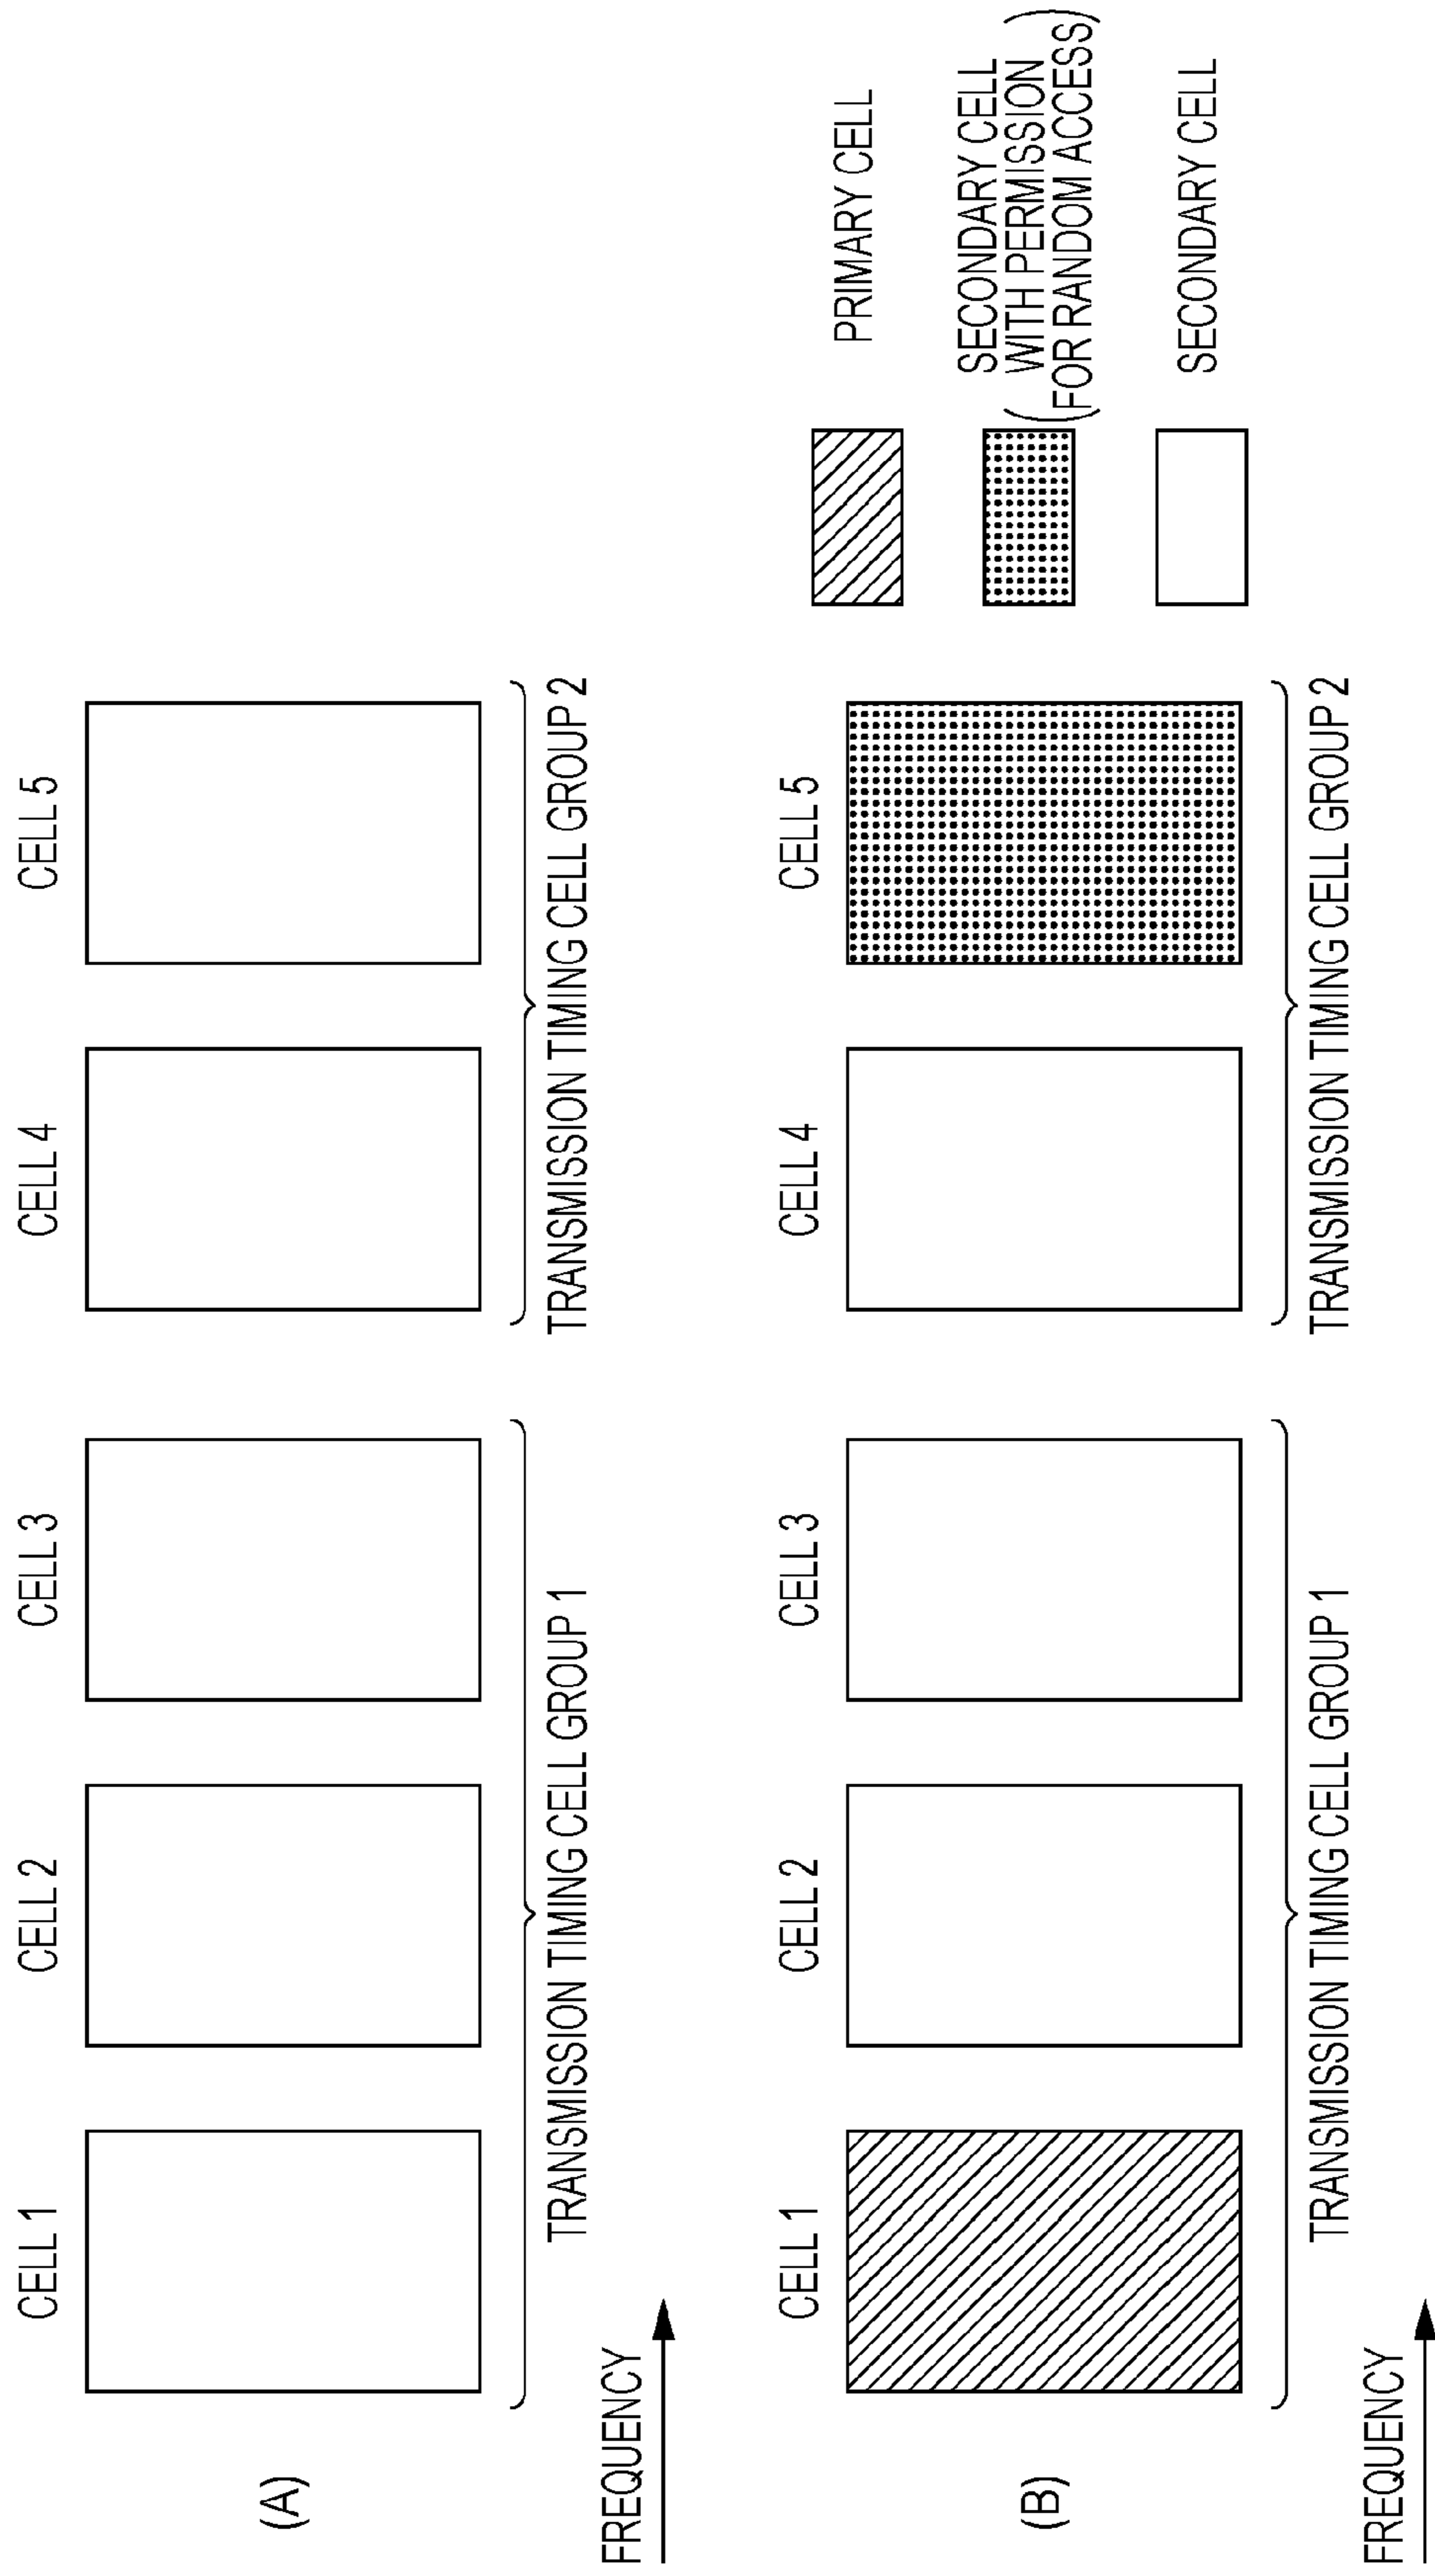 (A)
CELL 1
CELL 2
CELL 3
CELL 4
CELL 5
TRANSMISSION TIMING CELL GROUP 1
TRANSMISSION TIMING CELL GROUP 2
FREQUENCY
(B)
CELL 1
CELL 2
CELL 3
CELL 4
CELL 5
TRANSMISSION TIMING CELL GROUP 1
TRANSMISSION TIMING CELL GROUP 2
FREQUENCY
PRIMARY CELL
SECONDARY CELL
(WITH PERMISSION
FOR RANDOM ACCESS)
SECONDARY CELL